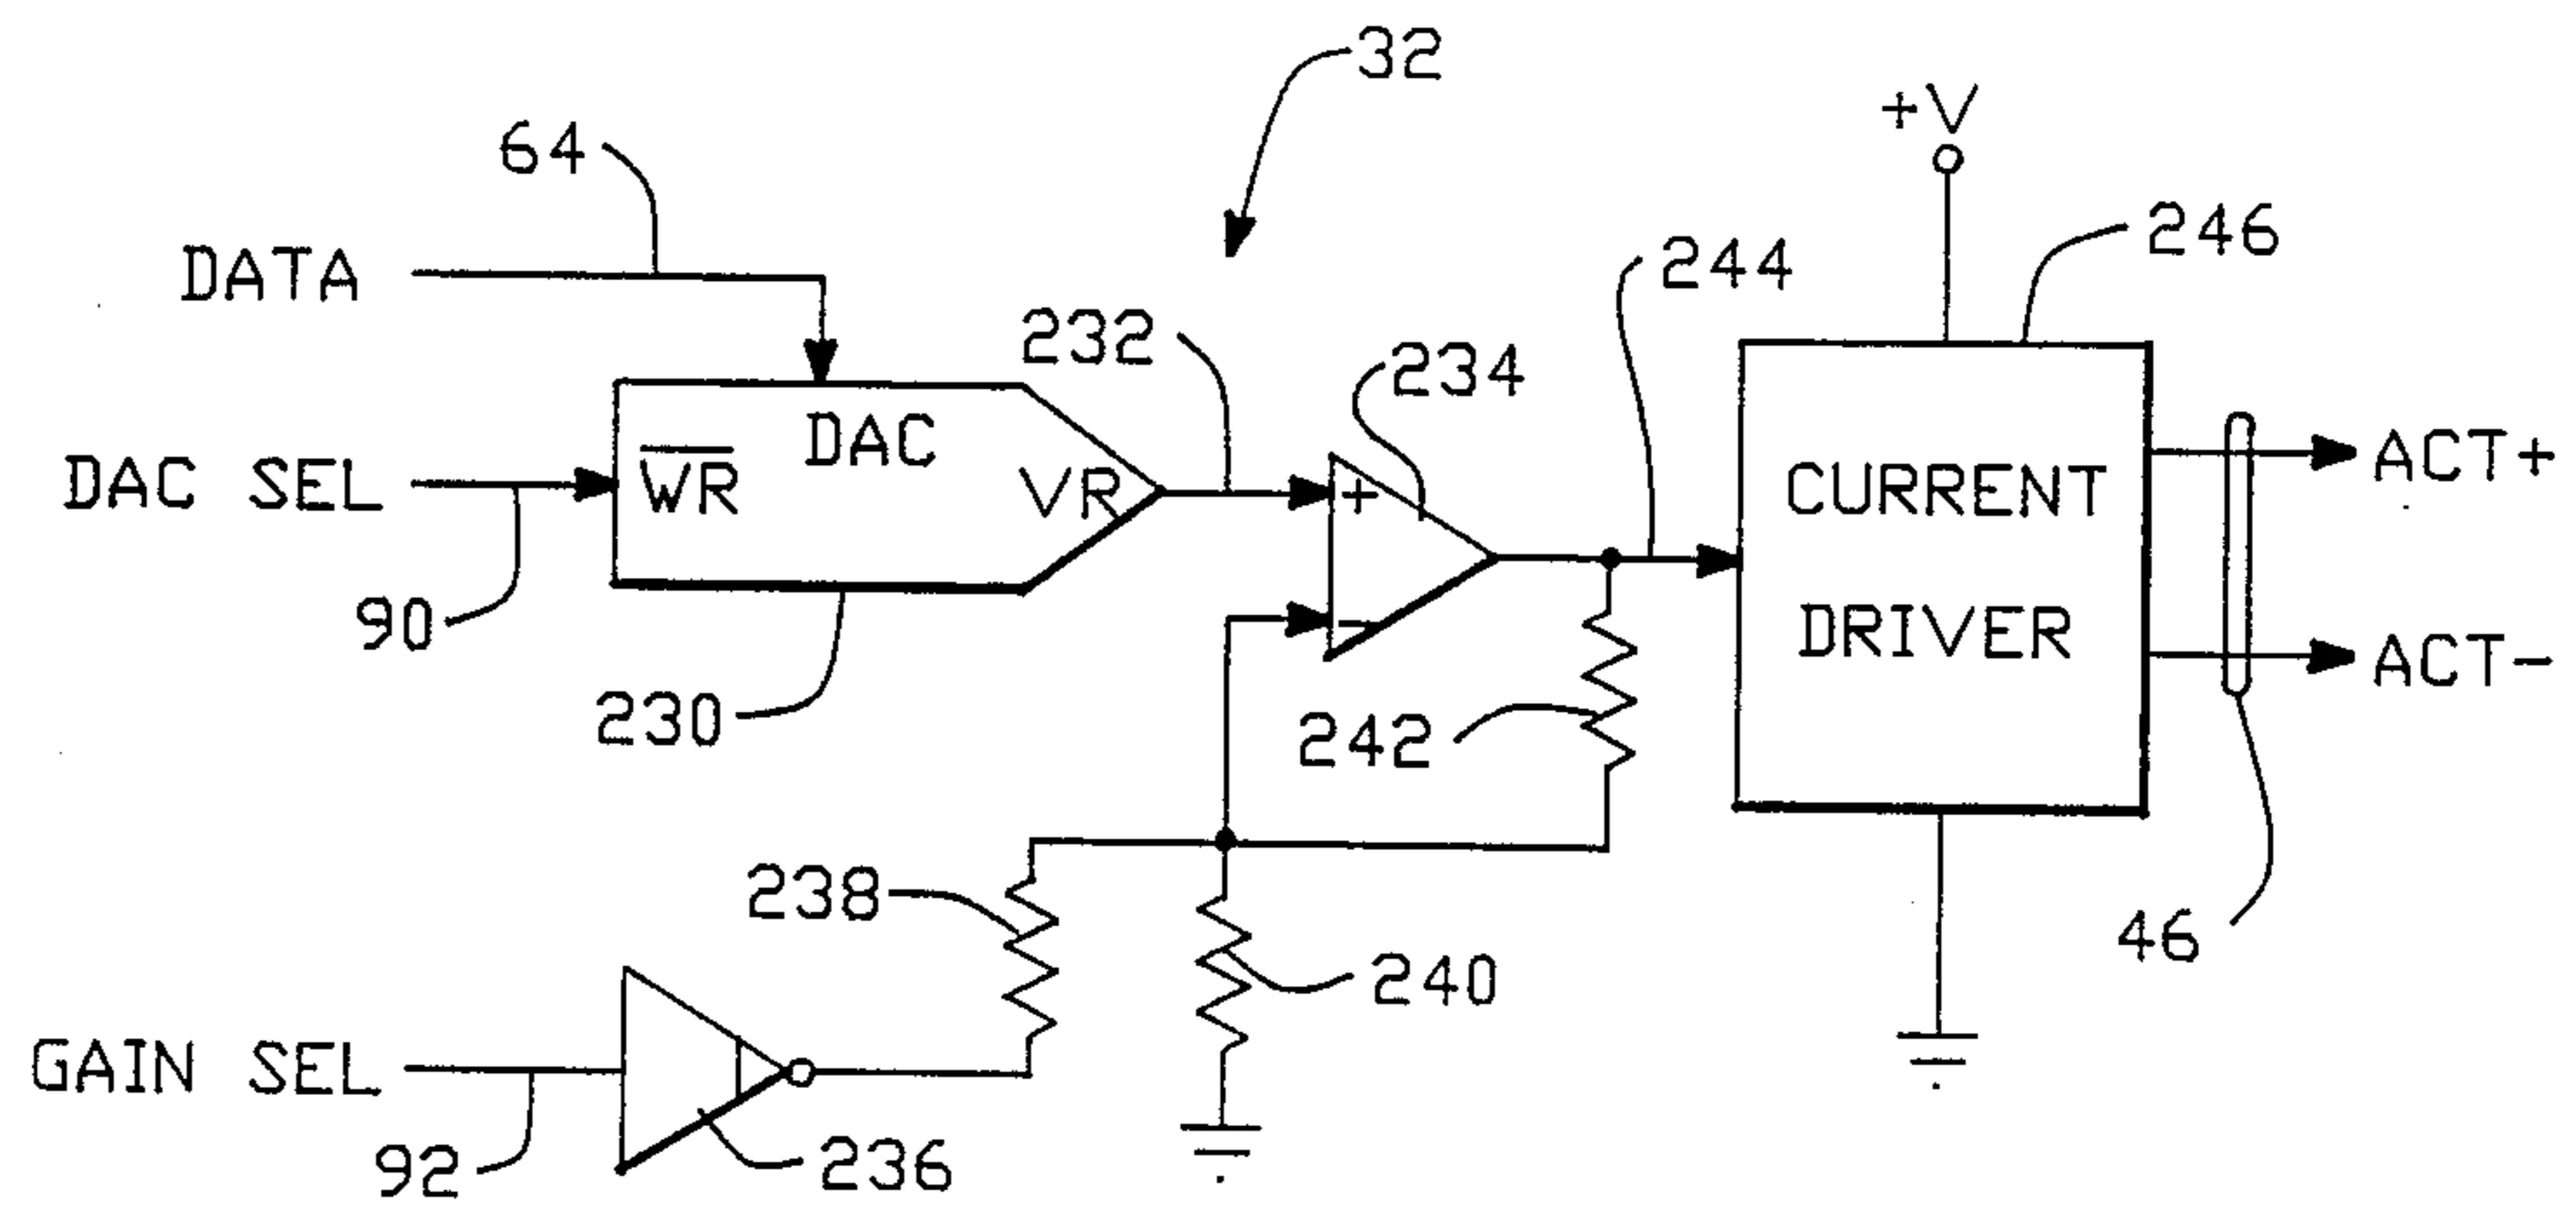 32
+V
64
246
DATA
244
232
234
DAC
DAC SEL
W̅R̅
VR
+
CURRENT
ACT+
90
−
DRIVER
ACT−
230
242
238
46
240
GAIN SEL
92
236